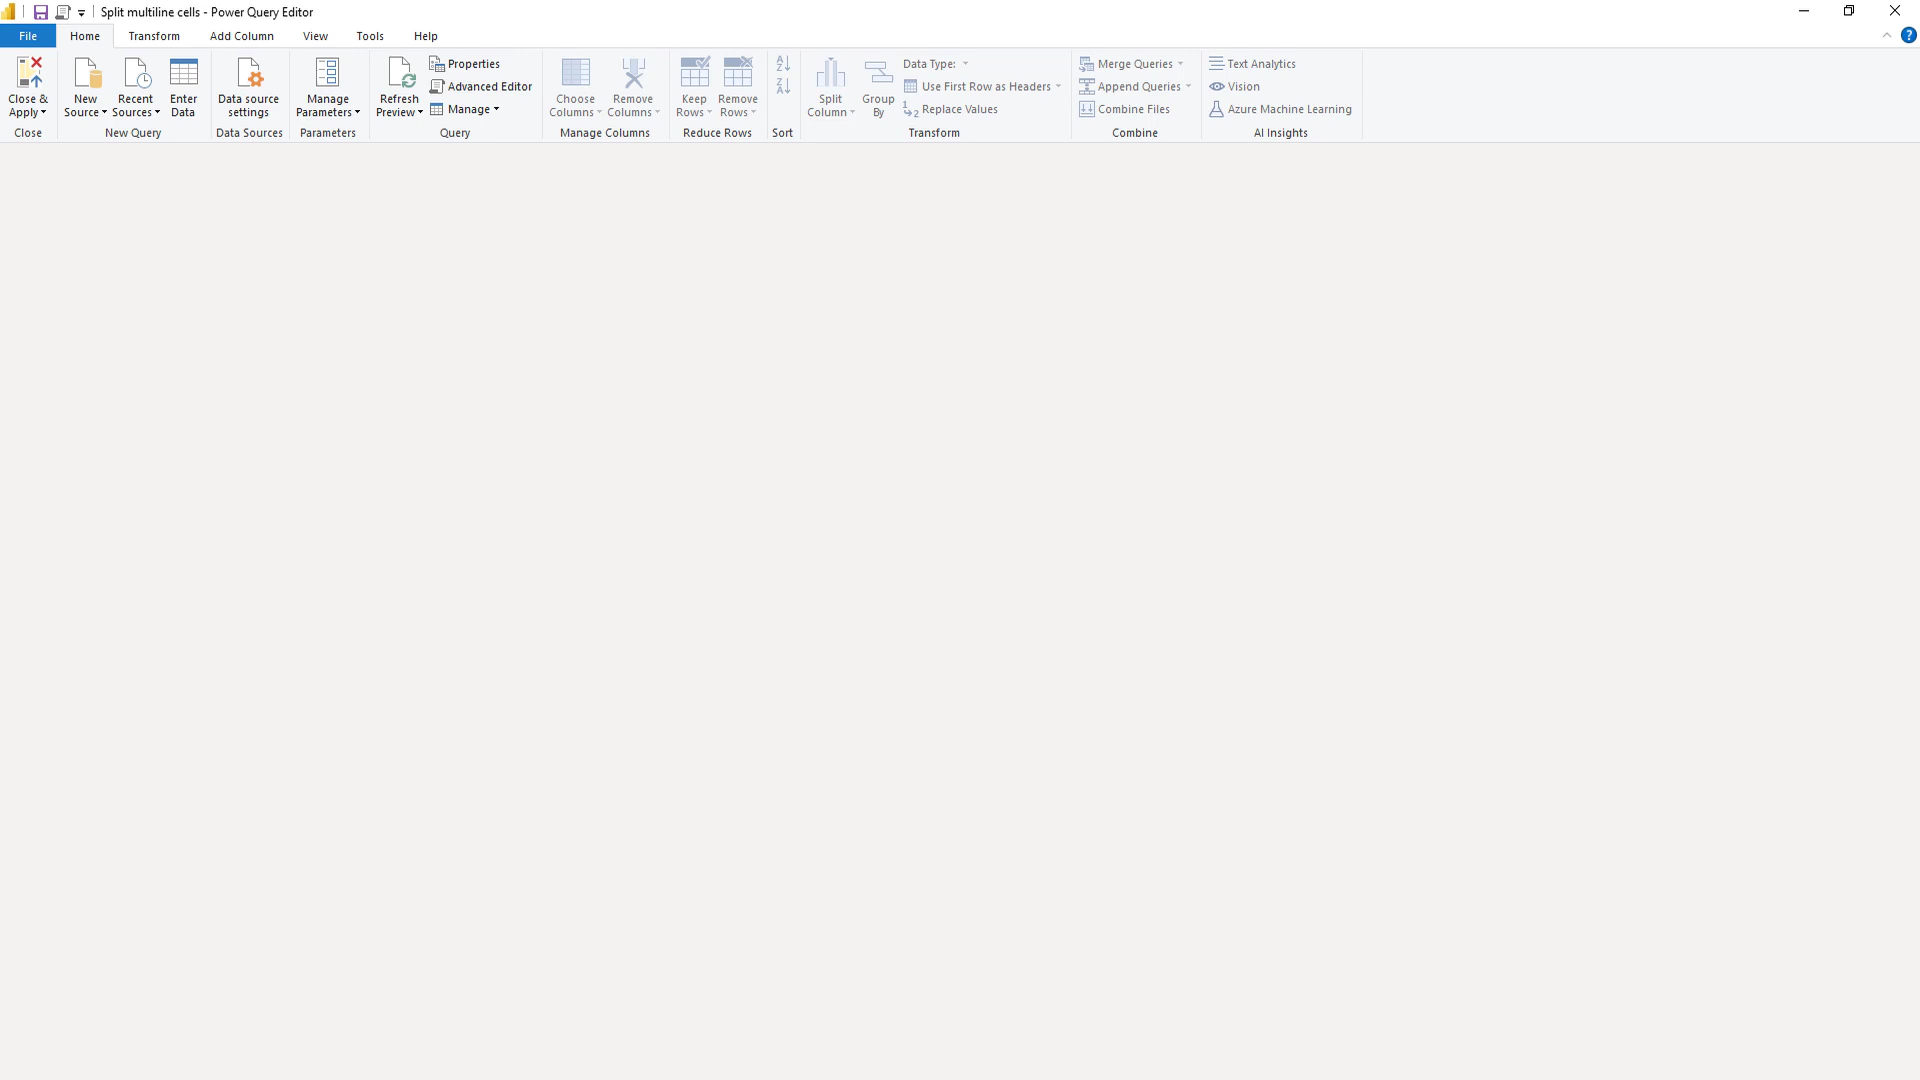 Split multiline cells - Power Query Editor
File Home Transform Add Column View Tools Help
Close & Apply
Close
New Source
Recent Sources
Enter Data
New Query
Data source settings
Data Sources
Manage Parameters
Parameters
Refresh Preview
Properties
Advanced Editor
Manage
Query
Choose Columns
Remove Columns
Manage Columns
Keep Rows
Remove Rows
Reduce Rows
Sort
Split Column
Group By
Data Type:
Use First Row as Headers
Replace Values
Transform
Merge Queries
Append Queries
Combine Files
Combine
Text Analytics
Vision
Azure Machine Learning
AI Insights